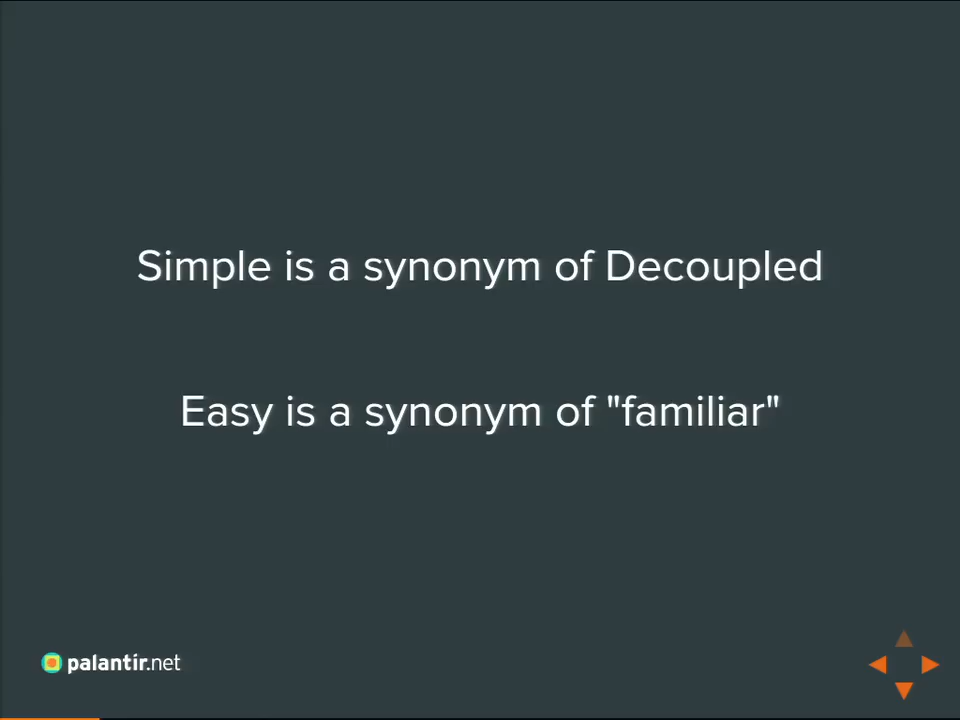 Simple is a synonym of Decoupled
Easy is a synonym of "familiar"
palantir.net